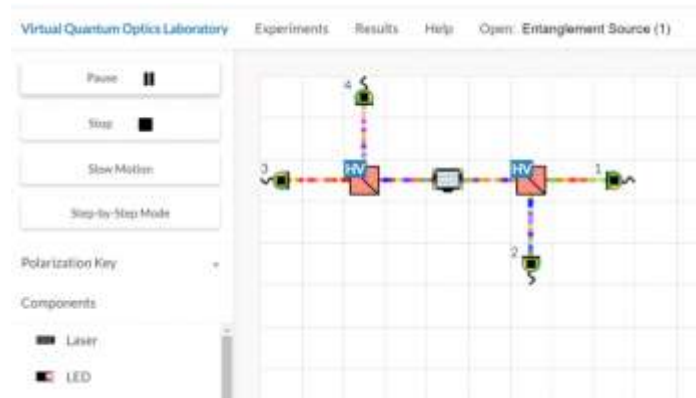 Virtual Quantum Optics Laboratory Experiments Results Help Open: Entanglement Source (1)
Pause
Stop
Slow Motion
Step-by-Step Mode
Polarization Key
Components
Laser
LED
4
3 HV HV 1
2